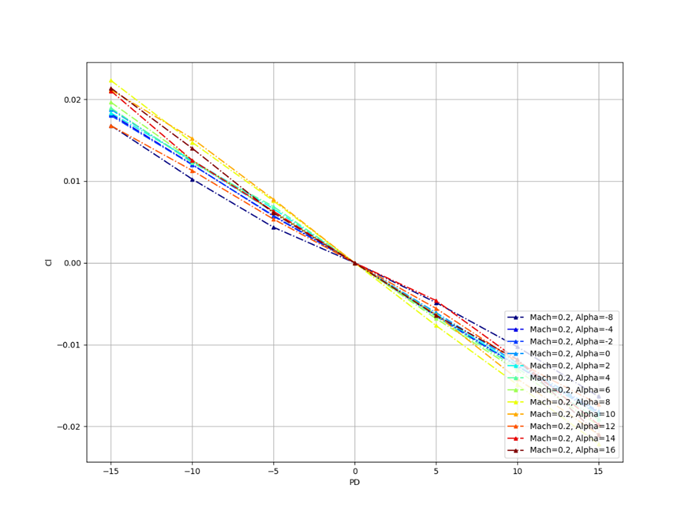 0.02
0.01
0.00
−0.01
−0.02
Cl
−15 −10 −5 0 5 10 15
PD
Mach=0.2, Alpha=-8
Mach=0.2, Alpha=-4
Mach=0.2, Alpha=-2
Mach=0.2, Alpha=0
Mach=0.2, Alpha=2
Mach=0.2, Alpha=4
Mach=0.2, Alpha=6
Mach=0.2, Alpha=8
Mach=0.2, Alpha=10
Mach=0.2, Alpha=12
Mach=0.2, Alpha=14
Mach=0.2, Alpha=16